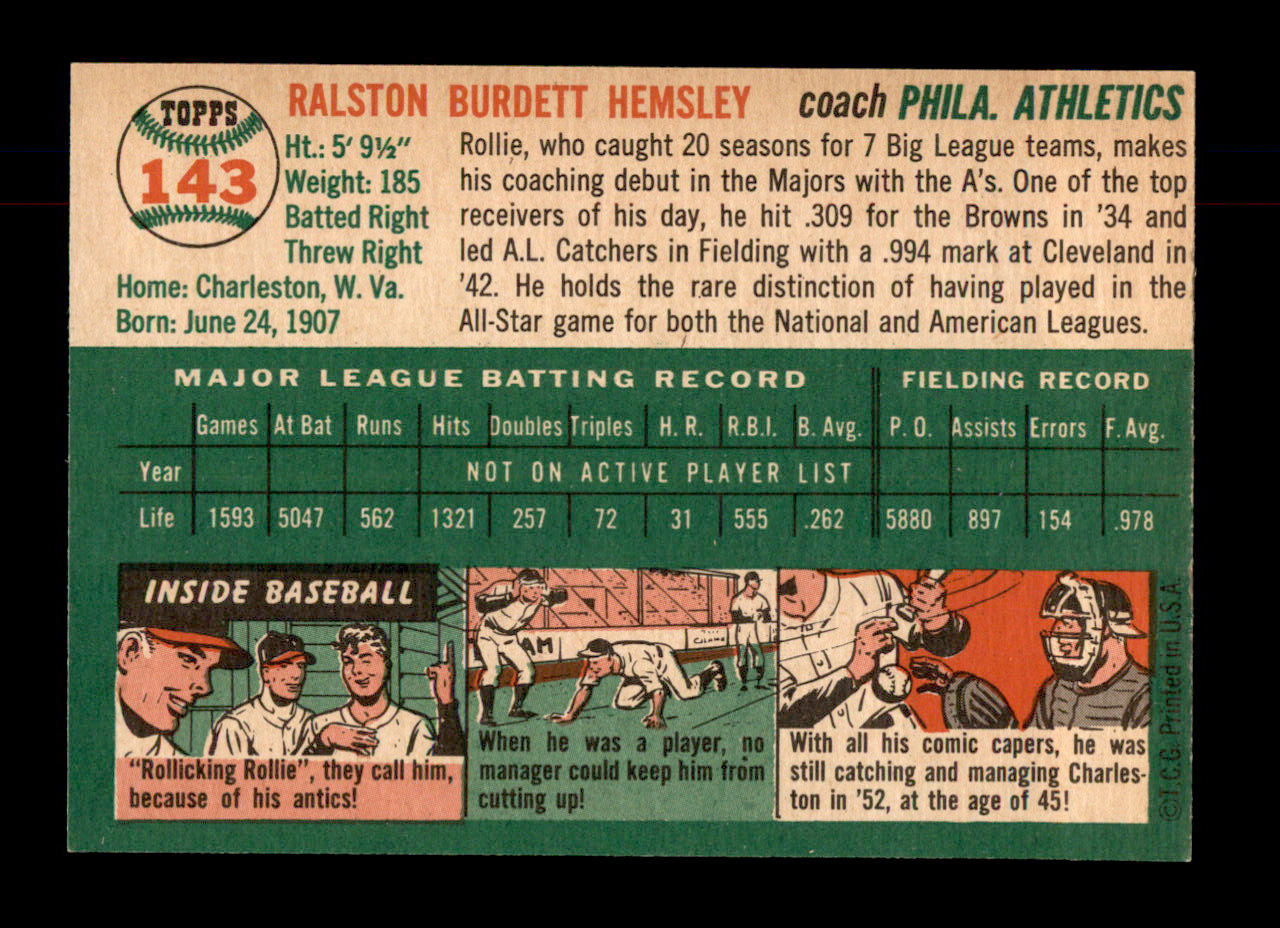 TOPPS
143
RALSTON BURDETT HEMSLEY coach PHILA. ATHLETICS
Ht.: 5' 9½"
Weight: 185
Batted Right
Threw Right
Home: Charleston, W. Va.
Born: June 24, 1907
Rollie, who caught 20 seasons for 7 Big League teams, makes
his coaching debut in the Majors with the A's. One of the top
receivers of his day, he hit .309 for the Browns in '34 and
led A.L. Catchers in Fielding with a .994 mark at Cleveland in
'42. He holds the rare distinction of having played in the
All-Star game for both the National and American Leagues.
MAJOR LEAGUE BATTING RECORD FIELDING RECORD
Games At Bat Runs Hits Doubles Triples H. R. R.B.I. B. Avg. P. O. Assists Errors F. Avg.
Year NOT ON ACTIVE PLAYER LIST
Life 1593 5047 562 1321 257 72 31 555 .262 5880 897 154 .978
INSIDE BASEBALL
"Rollicking Rollie", they call him,
because of his antics!
AM
When he was a player, no
manager could keep him from
cutting up!
With all his comic capers, he was
still catching and managing Charles-
ton in '52, at the age of 45!
©T.C.G. Printed in U.S.A.